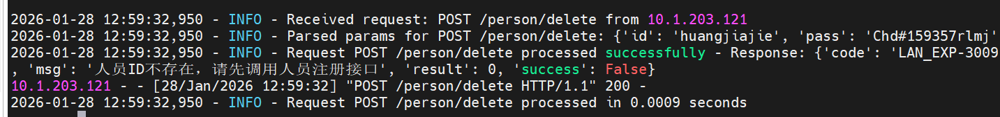 2026-01-28 12:59:32,950 - INFO - Received request: POST /person/delete from 10.1.203.121
2026-01-28 12:59:32,950 - INFO - Parsed params for POST /person/delete: {'id': 'huangjiajie', 'pass': 'Chd#159357rlmj'
2026-01-28 12:59:32,950 - INFO - Request POST /person/delete processed successfully - Response: {'code': 'LAN_EXP-3009
, 'msg': '人员ID不存在，请先调用人员注册接口', 'result': 0, 'success': False}
10.1.203.121 - - [28/Jan/2026 12:59:32] "POST /person/delete HTTP/1.1" 200 -
2026-01-28 12:59:32,950 - INFO - Request POST /person/delete processed in 0.0009 seconds